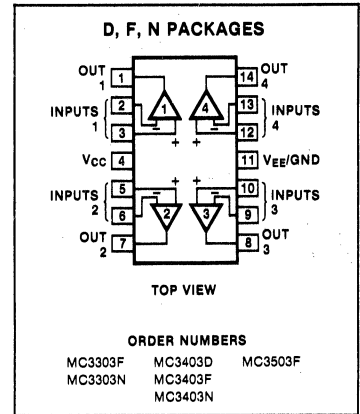 D, F, N PACKAGES
OUT 1
1
14
OUT 4
INPUTS 1
2
3
1
4
13
12
INPUTS 4
VCC
4
11
VEE/GND
INPUTS 2
5
6
2
3
10
9
INPUTS 3
OUT 2
7
8
OUT 3
TOP VIEW
ORDER NUMBERS
MC3303F MC3403D MC3503F
MC3303N MC3403F
MC3403N